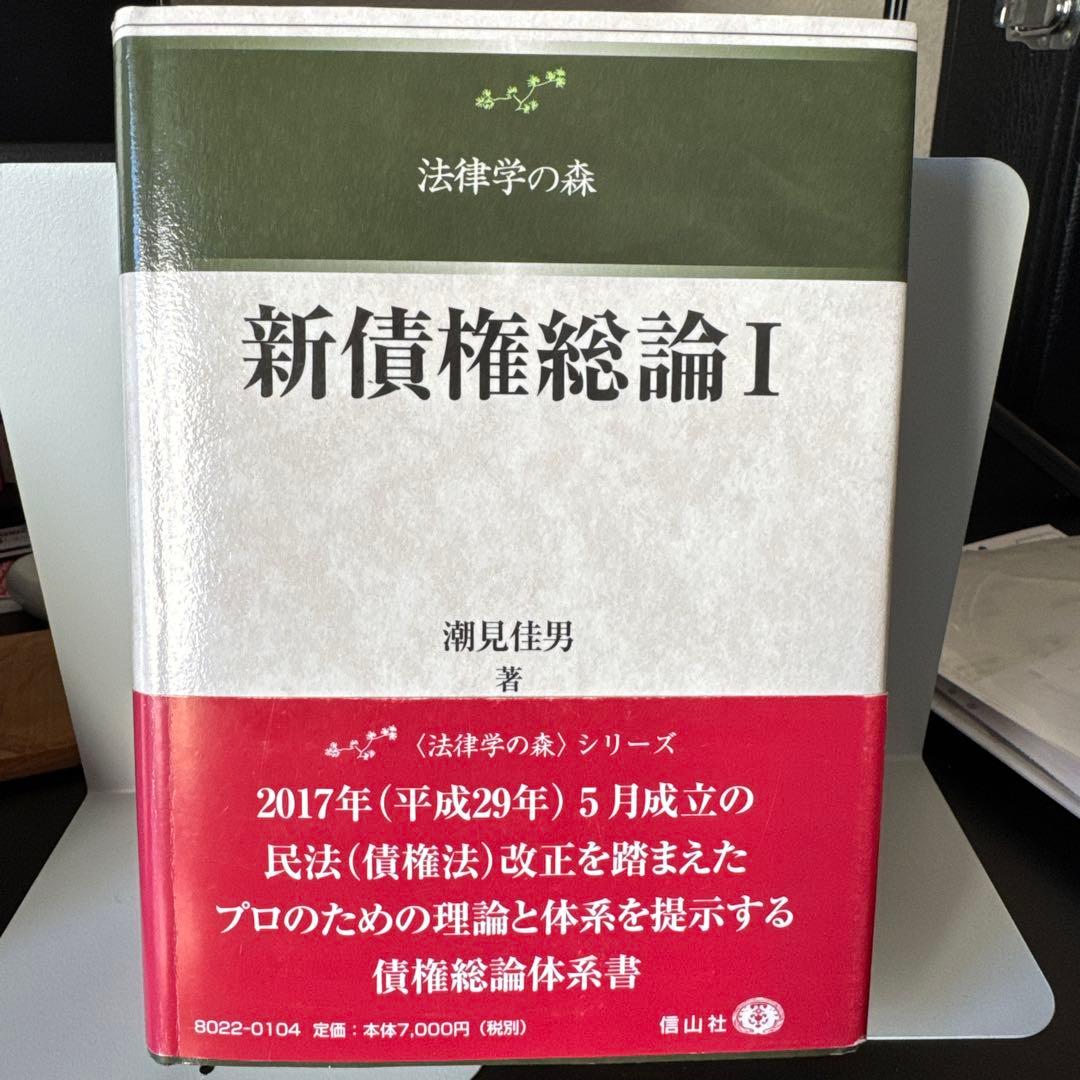 法律学の森
新債権総論Ⅰ
潮見佳男
著
〈法律学の森〉シリーズ
2017年(平成29年)5月成立の
民法(債権法)改正を踏まえた
プロのための理論と体系を提示する
債権総論体系書
8022-0104 定価:本体7,000円(税別)
信山社